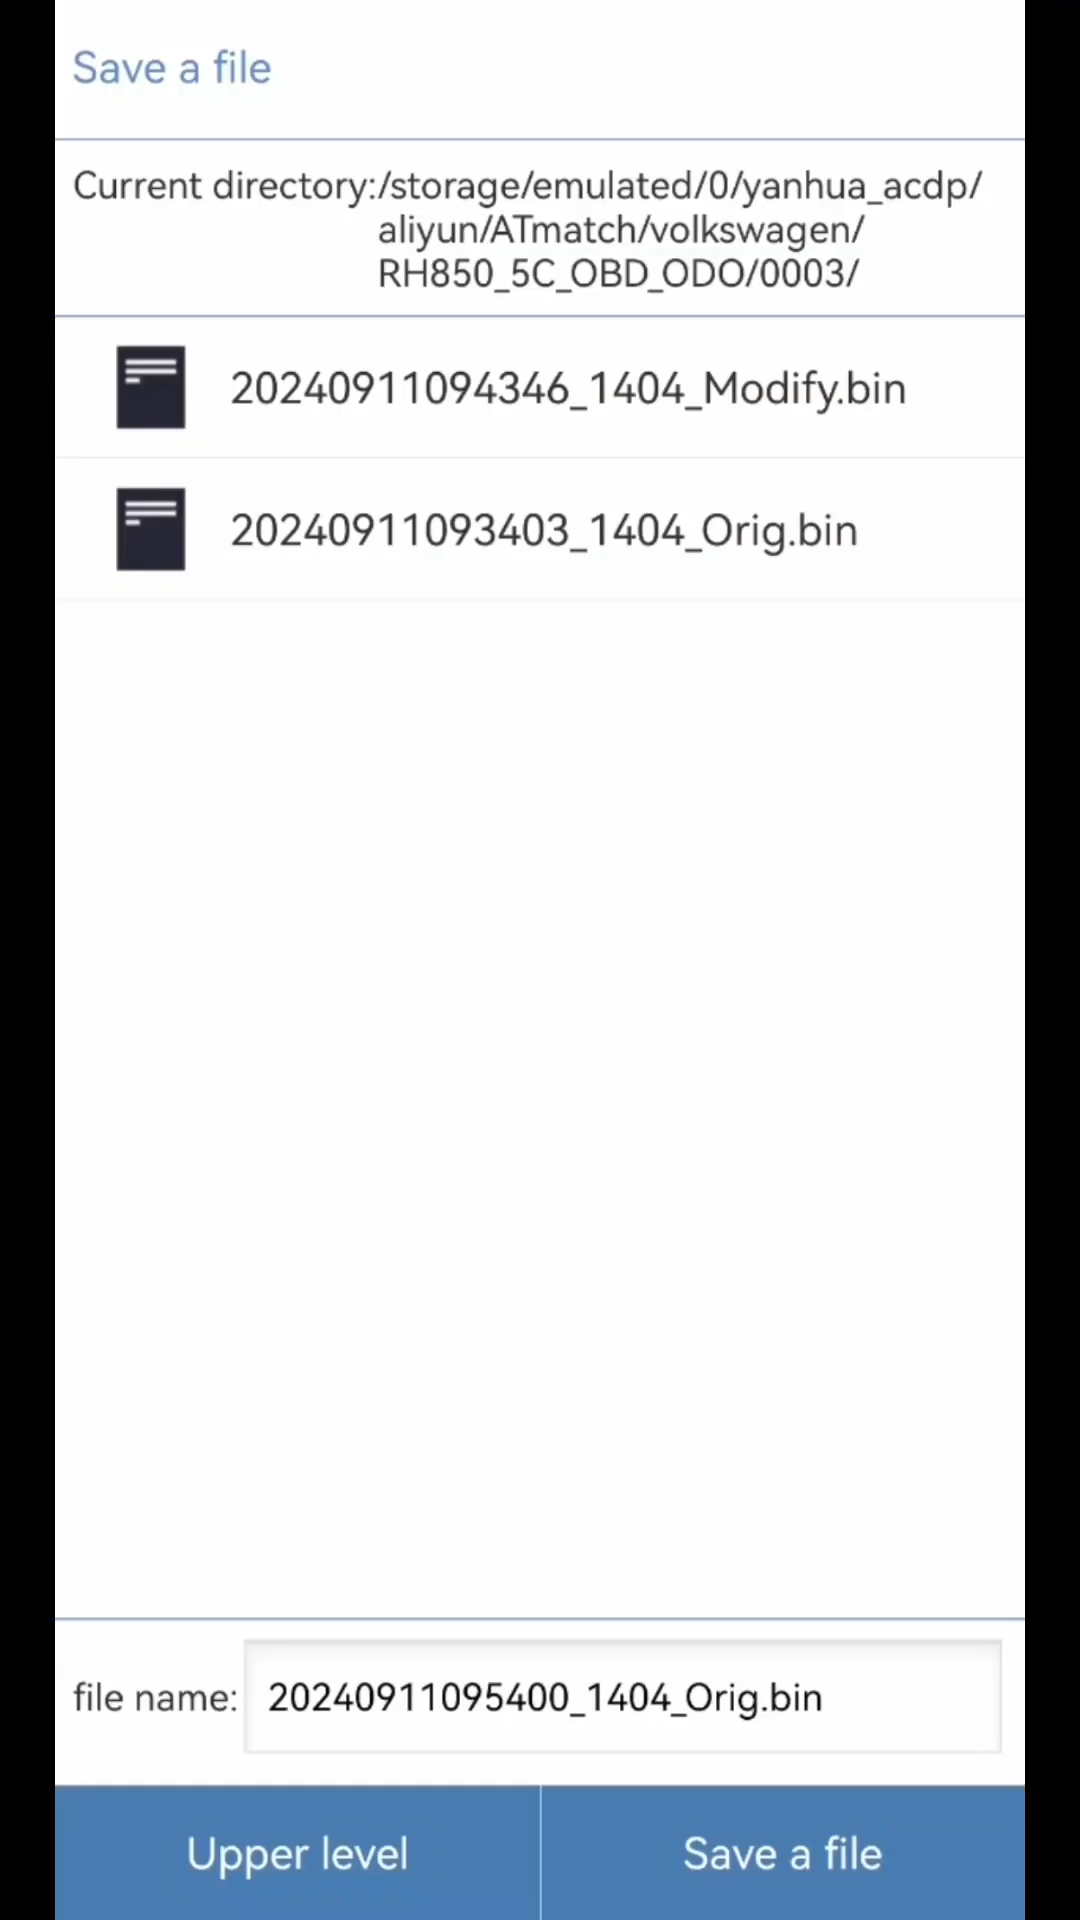 Save a file
Current directory:/storage/emulated/0/yanhua_acdp/
aliyun/ATmatch/volkswagen/
RH850_5C_OBD_ODO/0003/
20240911094346_1404_Modify.bin
20240911093403_1404_Orig.bin
file name: 20240911095400_1404_Orig.bin
Upper level Save a file